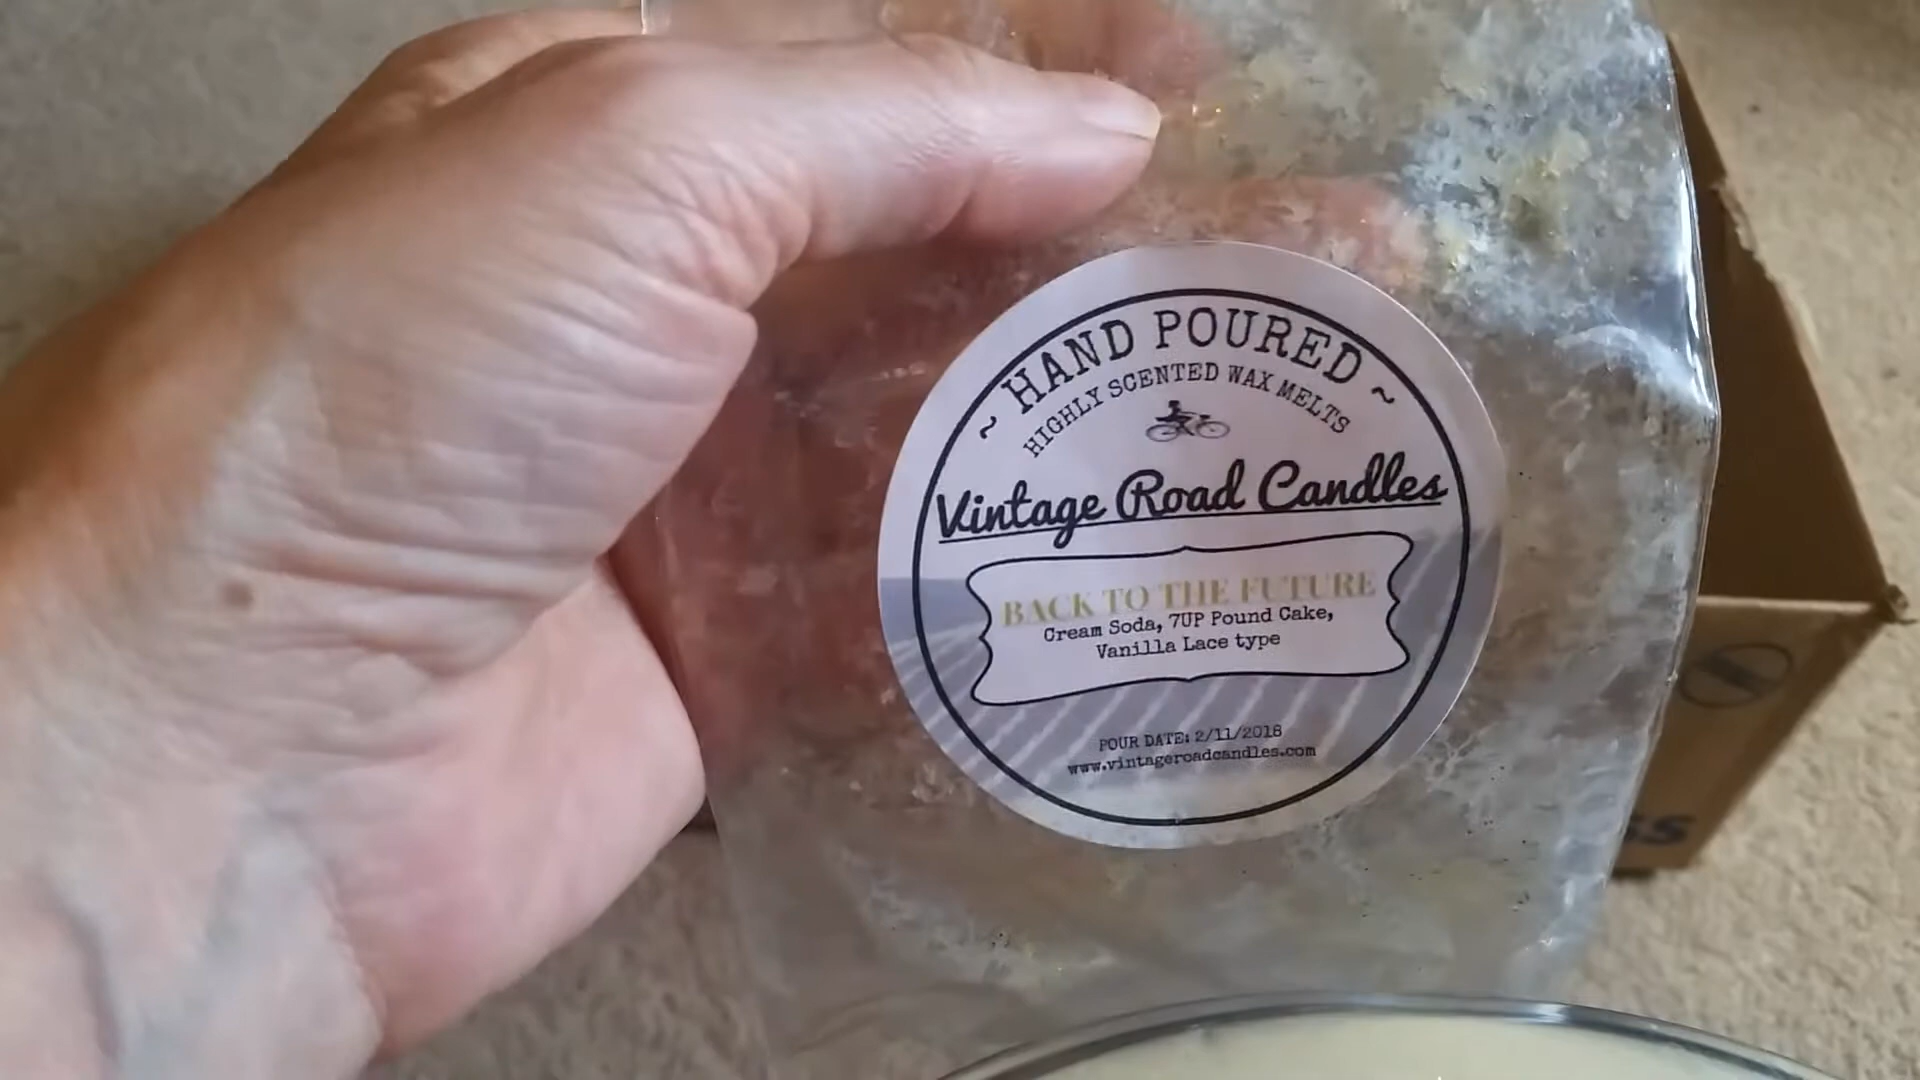 ~ HAND POURED ~
HIGHLY SCENTED WAX MELTS
Vintage Road Candles
BACK TO THE FUTURE
Cream Soda, 7UP Pound Cake,
Vanilla Lace type
POUR DATE: 2/11/2018
www.vintageroadcandles.com